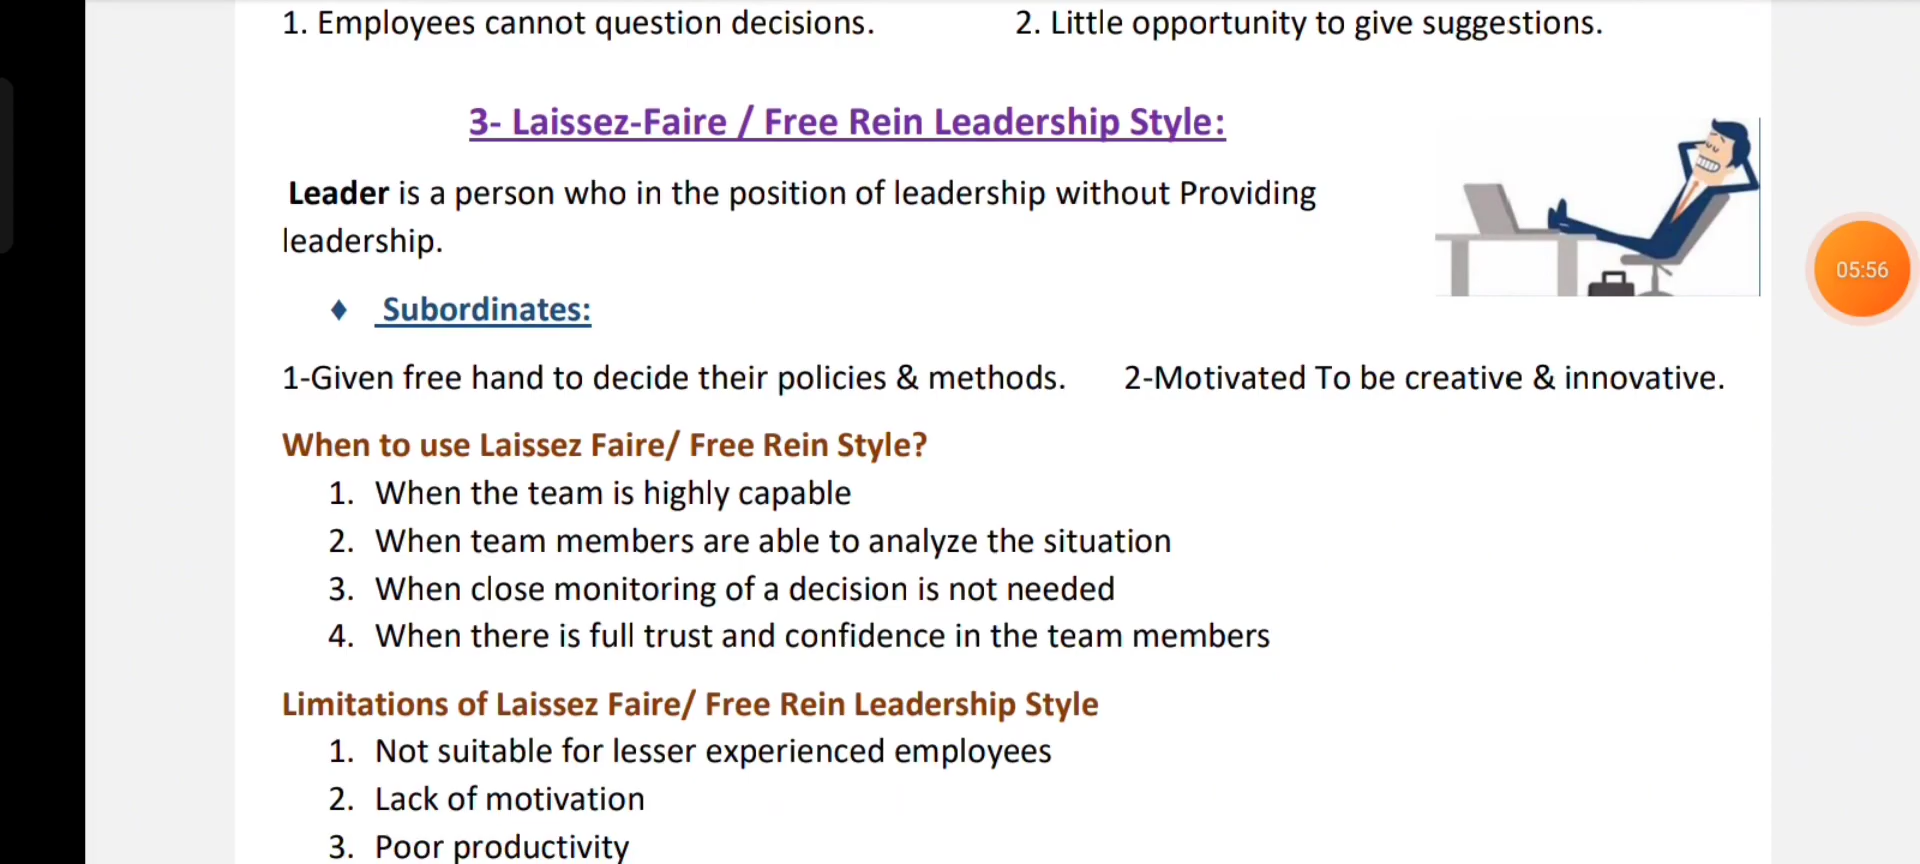 1. Employees cannot question decisions. 2. Little opportunity to give suggestions.
3- Laissez-Faire / Free Rein Leadership Style:
Leader is a person who in the position of leadership without Providing
leadership.
♦ Subordinates:
1-Given free hand to decide their policies & methods. 2-Motivated To be creative & innovative.
When to use Laissez Faire/ Free Rein Style?
1. When the team is highly capable
2. When team members are able to analyze the situation
3. When close monitoring of a decision is not needed
4. When there is full trust and confidence in the team members
Limitations of Laissez Faire/ Free Rein Leadership Style
1. Not suitable for lesser experienced employees
2. Lack of motivation
3. Poor productivity
05:56